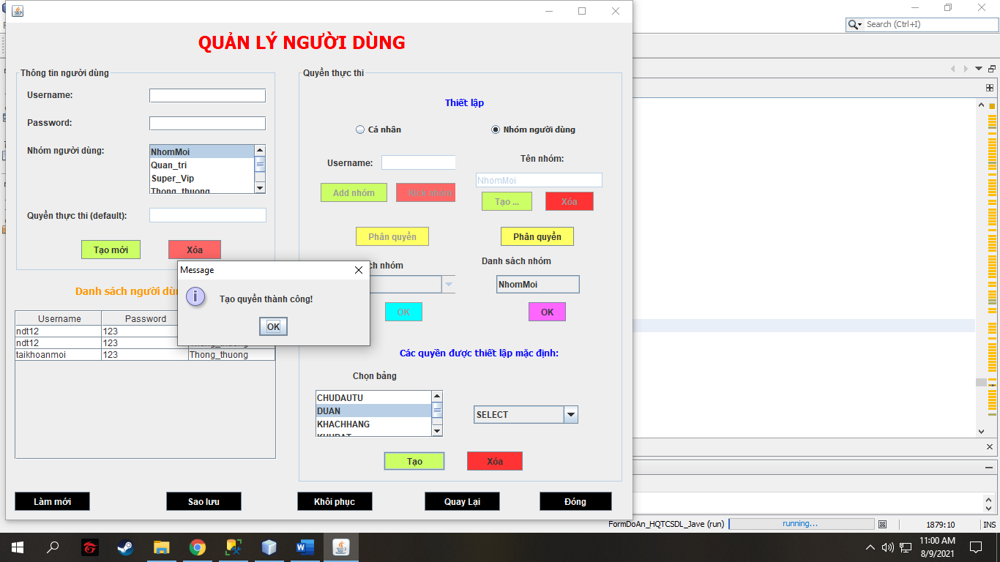 Search (Ctrl+I)
QUẢN LÝ NGƯỜI DÙNG
Thông tin người dùng
Username:
Password:
Nhóm người dùng:
NhomMoi
Quan_tri
Super_Vip
Thong_thuong
Quyền thực thi (default):
Tạo mới
Xóa
Quyền thực thi
Thiết lập
Cá nhân
Nhóm người dùng
Username:
Tên nhóm:
NhomMoi
Add nhóm
Kick nhóm
Tạo ...
Xóa
Phân quyền
Phân quyền
ch nhóm
Danh sách nhóm
NhomMoi
OK
OK
Message
Tạo quyền thành công!
OK
Danh sách người dù
Username Password
ndt12 123
ndt12 123 Thong_thuong
taikhoanmoi 123 Thong_thuong
Các quyền được thiết lập mặc định:
Chọn bảng
CHUDAUTU
DUAN
KHACHHANG
KHUDAT
SELECT
Tạo
Xóa
Làm mới
Sao lưu
Khôi phục
Quay Lại
Đóng
FormDoAn_HQTCSDL_Jave (run)
running...
1879:10
INS
11:00 AM
8/9/2021